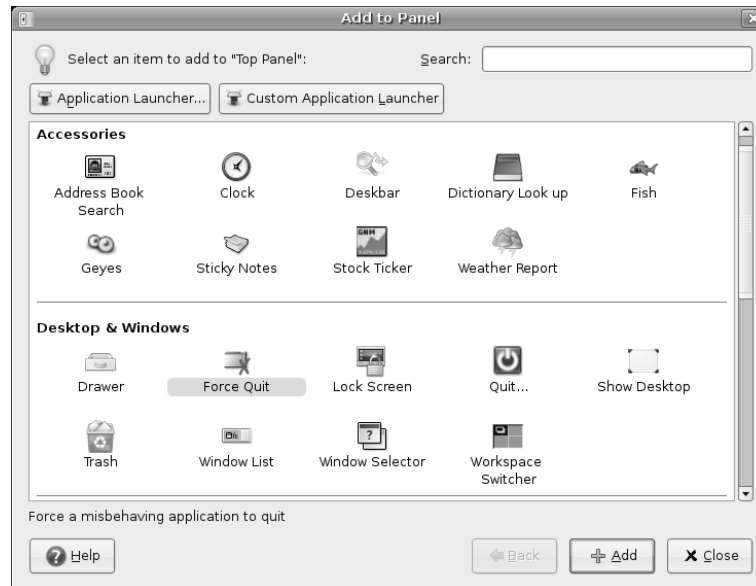 Add to Panel
Select an item to add to "Top Panel":
Search:
Application Launcher...
Custom Application Launcher
Accessories
Address Book Search
Clock
Deskbar
Dictionary Look up
Fish
Geyes
Sticky Notes
Stock Ticker
Weather Report
Desktop & Windows
Drawer
Force Quit
Lock Screen
Quit...
Show Desktop
Trash
Window List
Window Selector
Workspace Switcher
Force a misbehaving application to quit
Help
Back
Add
Close